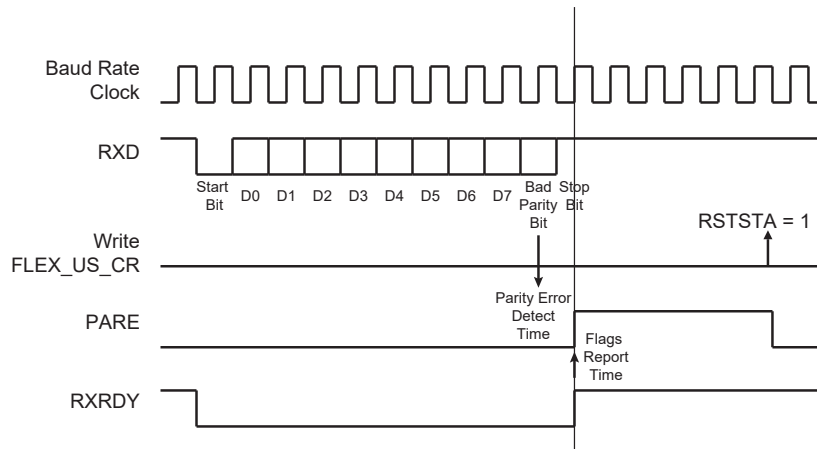 Baud Rate
Clock
RXD
Start
Bit
D0 D1 D2 D3 D4 D5 D6 D7
Bad
Parity
Bit
Stop
Bit
Write
FLEX_US_CR
RSTSTA = 1
Parity Error
Detect
Time
PARE
Flags
Report
Time
RXRDY